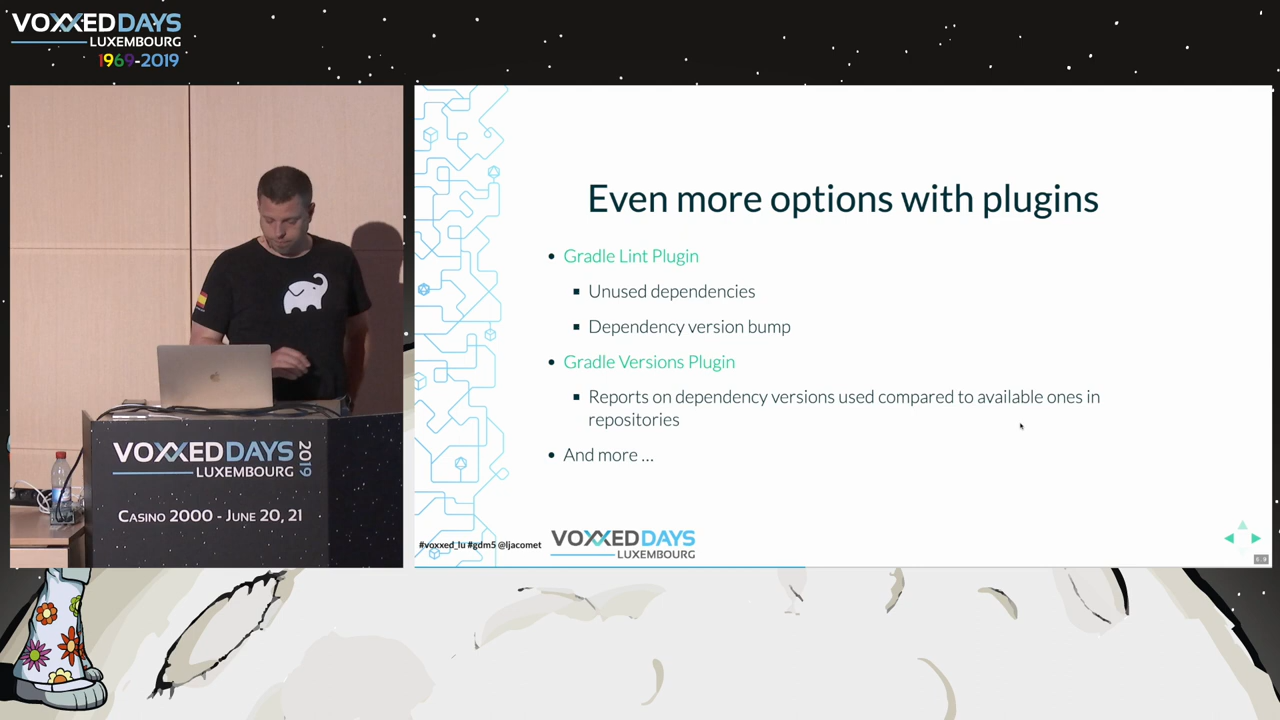 VOXXED DAYS
LUXEMBOURG
1969-2019
Even more options with plugins
• Gradle Lint Plugin
▪ Unused dependencies
▪ Dependency version bump
• Gradle Versions Plugin
▪ Reports on dependency versions used compared to available ones in
repositories
• And more ...
#voxxed_lu #gdm5 @ljacomet
VOXXED DAYS
LUXEMBOURG
VOXXED DAYS 2019
LUXEMBOURG
CASINO 2000 - JUNE 20, 21